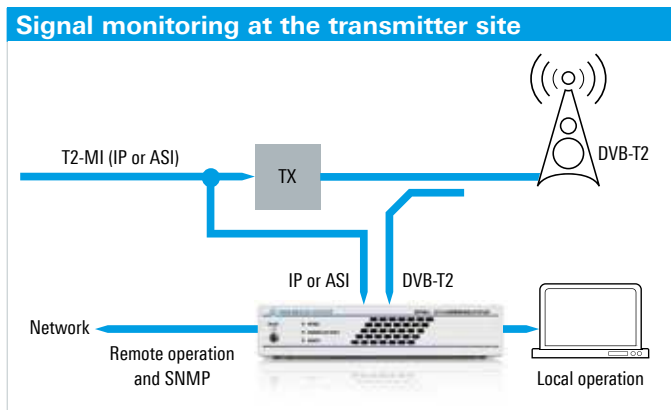 Signal monitoring at the transmitter site
T2-MI (IP or ASI)
TX
DVB-T2
IP or ASI
DVB-T2
Network
Remote operation
and SNMP
Local operation